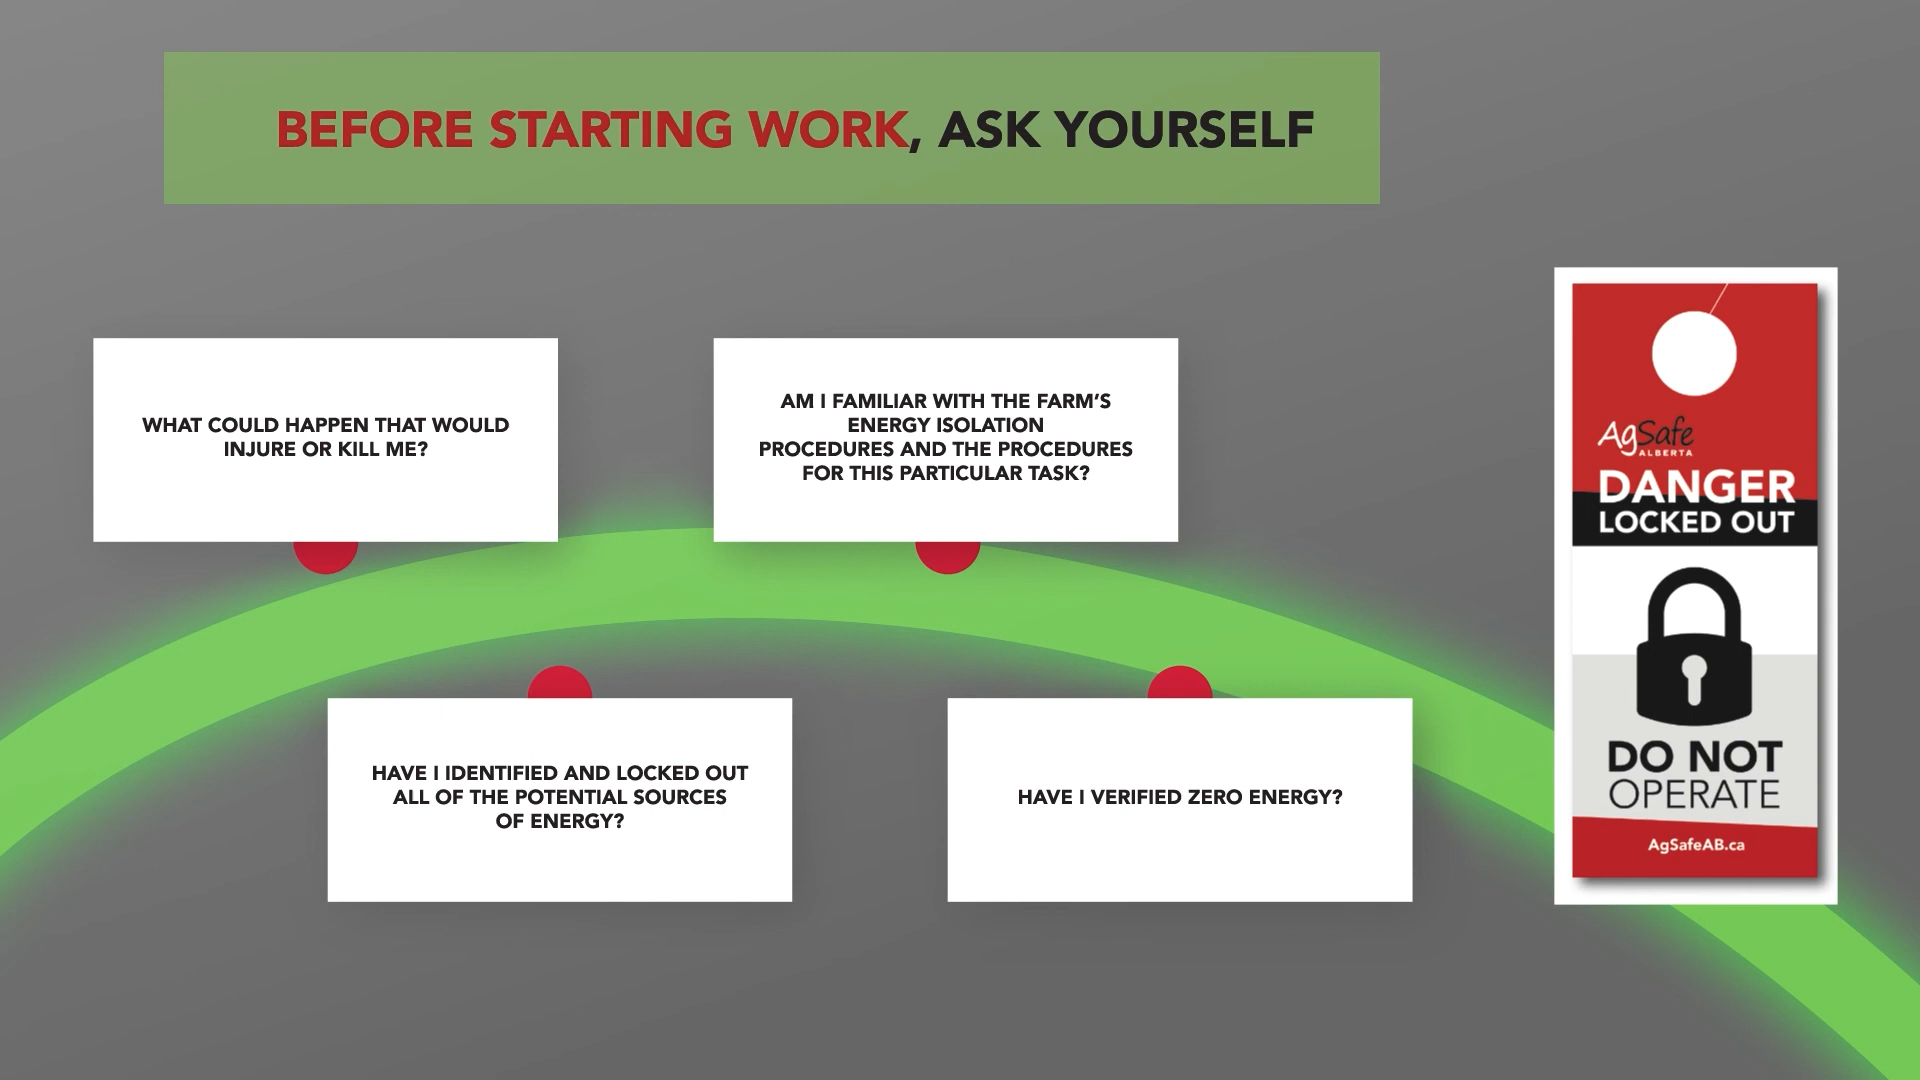 BEFORE STARTING WORK, ASK YOURSELF
WHAT COULD HAPPEN THAT WOULD
INJURE OR KILL ME?
HAVE I IDENTIFIED AND LOCKED OUT
ALL OF THE POTENTIAL SOURCES
OF ENERGY?
AM I FAMILIAR WITH THE FARM’S
ENERGY ISOLATION
PROCEDURES AND THE PROCEDURES
FOR THIS PARTICULAR TASK?
HAVE I VERIFIED ZERO ENERGY?
AgSafe
ALBERTA
DANGER
LOCKED OUT
DO NOT
OPERATE
AgSafeAB.ca